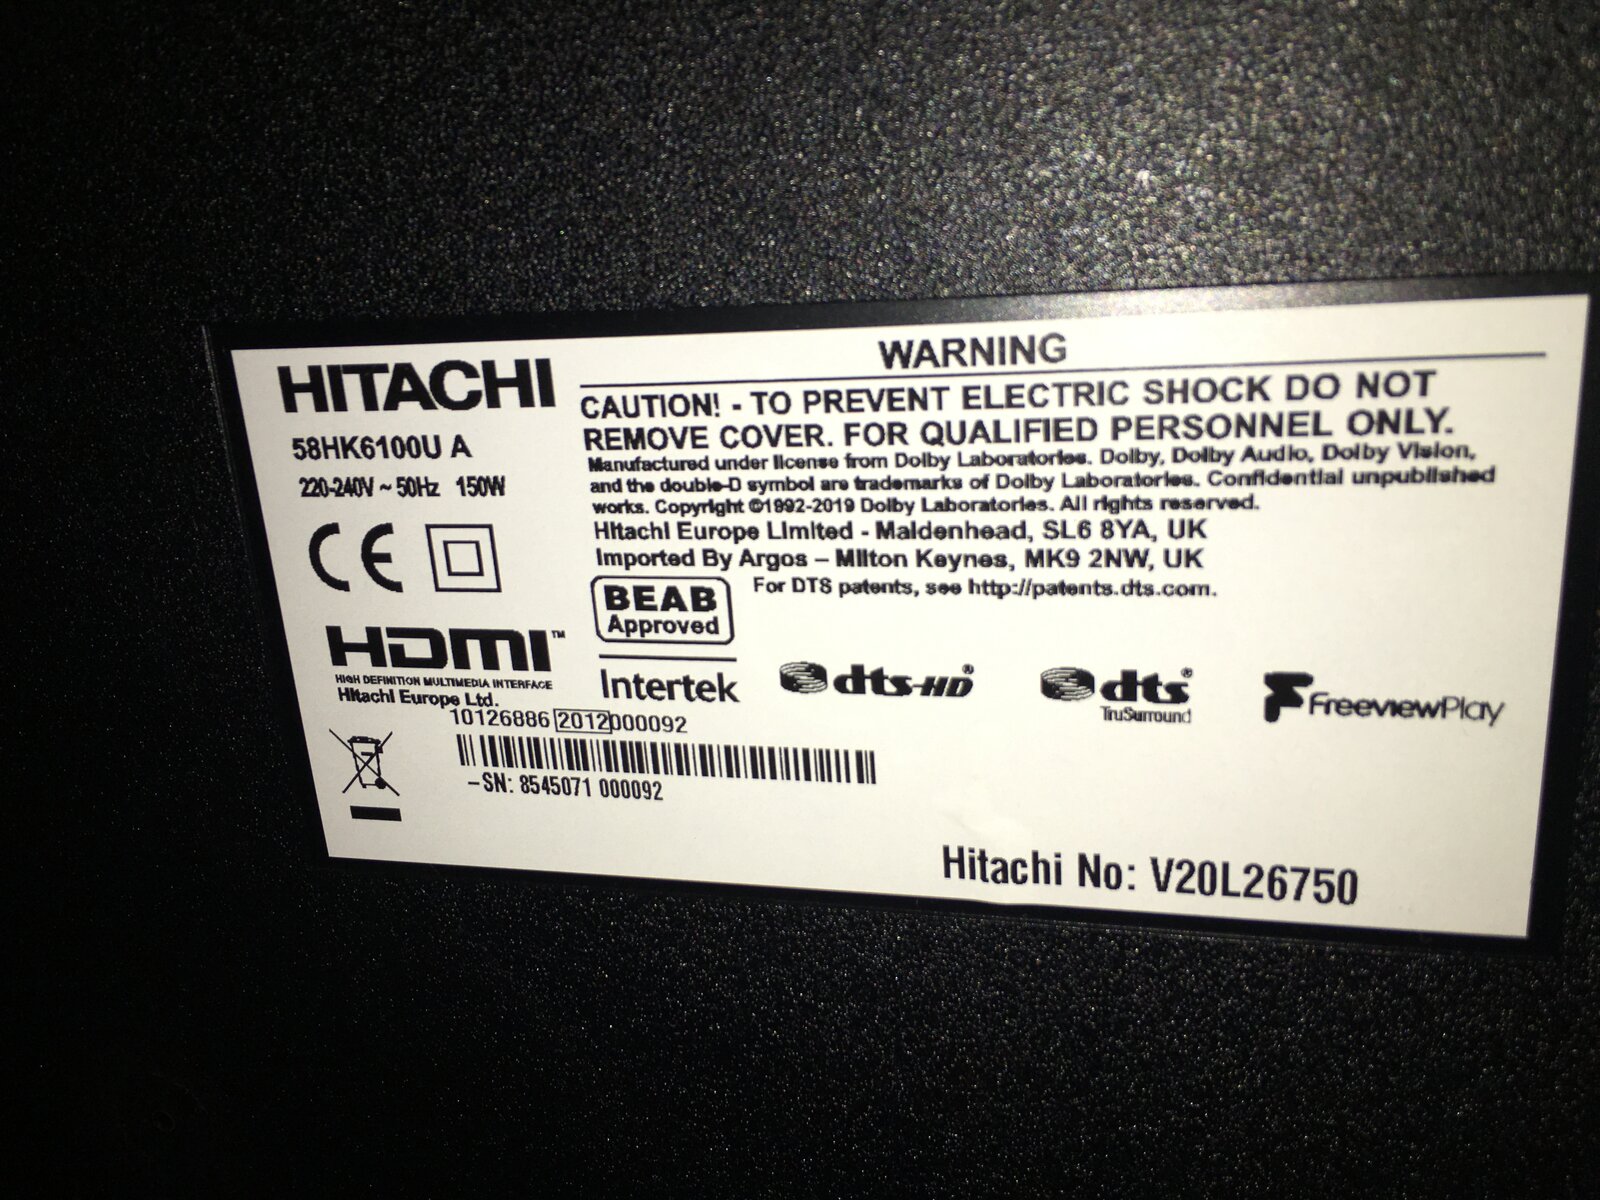 HITACHI
58HK6100U A
220-240V ~ 50Hz 150W
CE
HDMI™
HIGH DEFINITION MULTIMEDIA INTERFACE
Hitachi Europe Ltd.
WARNING
CAUTION! - TO PREVENT ELECTRIC SHOCK DO NOT
REMOVE COVER. FOR QUALIFIED PERSONNEL ONLY.
Manufactured under license from Dolby Laboratories. Dolby, Dolby Audio, Dolby Vision,
and the double-D symbol are trademarks of Dolby Laboratories. Confidential unpublished
works. Copyright ©1992-2019 Dolby Laboratories. All rights reserved.
Hitachi Europe Limited - Maidenhead, SL6 8YA, UK
Imported By Argos – Milton Keynes, MK9 2NW, UK
For DTS patents, see http://patents.dts.com.
BEAB
Approved
Intertek
dts-HD®
dts®
TruSurround
FreeviewPlay
10126886 2012000092
-SN: 8545071 000092
Hitachi No: V20L26750